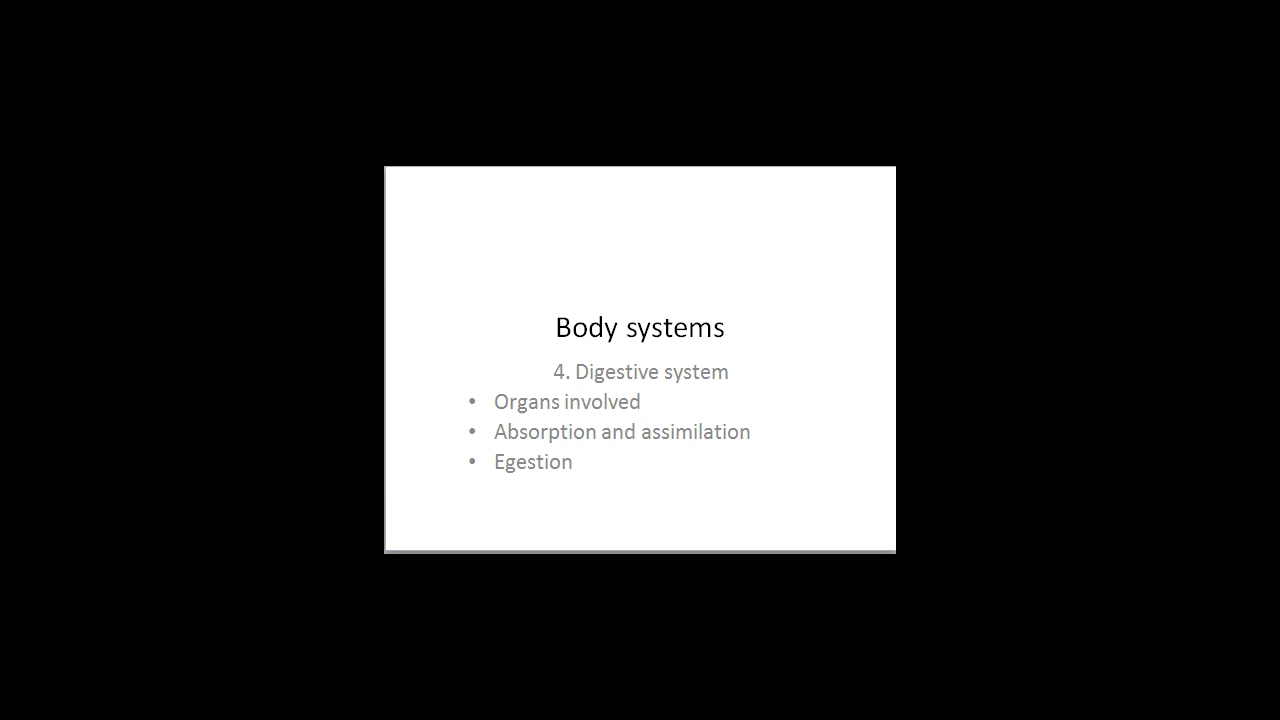 Body systems
4. Digestive system
• Organs involved
• Absorption and assimilation
• Egestion